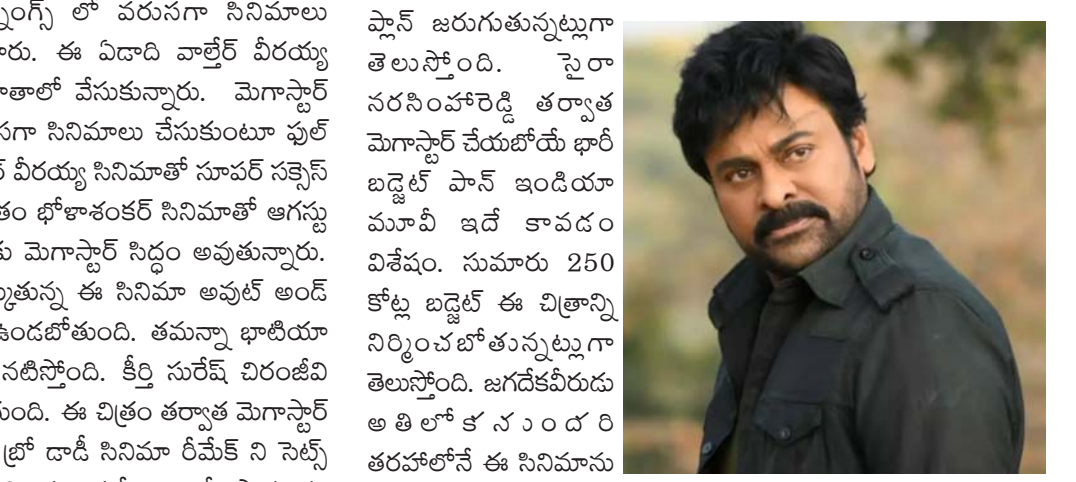 లో వరుసగా సినిమాలు
ఈ ఏడాది వాల్తేర్ వీరయ్య
వేసుకున్నారు. మెగాస్టార్
సినిమాలు చేసుకుంటూ ఫుల్
వీరయ్య సినిమాతో సూపర్ సక్సెస్
భోళాశంకర్ సినిమాతో ఆగస్టు
మెగాస్టార్ సిద్ధం అవుతున్నారు.
ఈ సినిమా అవుట్ అండ్
ఉండబోతుంది. తమన్నా భాటియా
నటిస్తోంది. కీర్తి సురేష్ చిరంజీవి
ఈ చిత్రం తర్వాత మెగాస్టార్
బ్రో డాడీ సినిమా రీమేక్ ని సెట్స్
ప్లాన్ జరుగుతున్నట్లుగా
తెలుస్తోంది. సైరా
నరసింహారెడ్డి తర్వాత
మెగాస్టార్ చేయబోయే భారీ
బడ్జెట్ పాన్ ఇండియా
మూవీ ఇదే కావడం
విశేషం. సుమారు 250
కోట్ల బడ్జెట్ ఈ చిత్రాన్ని
నిర్మించబోతున్నట్లుగా
తెలుస్తోంది. జగదేకవీరుడు
అతిలోకసుందరి
తరహాలోనే ఈ సినిమాను